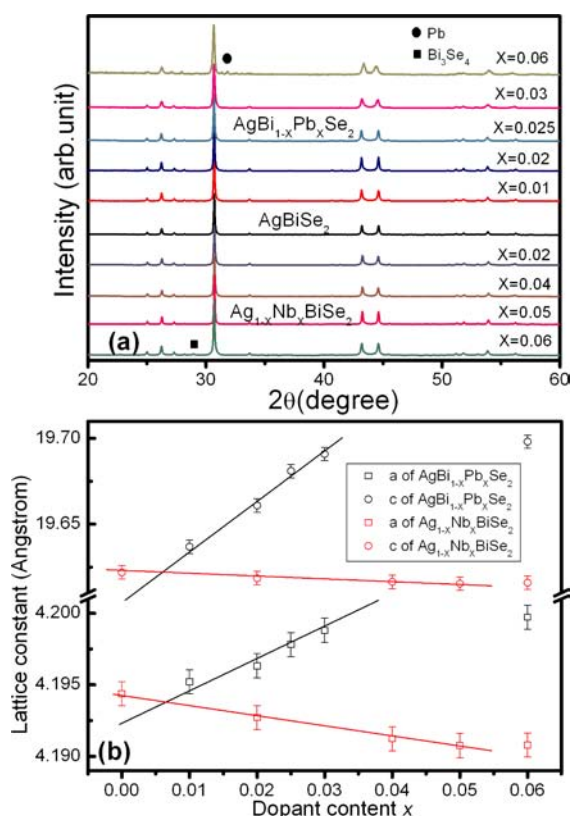 ● Pb
■ Bi₃Se₄
X=0.06
X=0.03
AgBi₁₋ₓPbₓSe₂
X=0.025
X=0.02
X=0.01
AgBiSe₂
X=0.02
X=0.04
Ag₁₋ₓNbₓBiSe₂
X=0.05
(a)
X=0.06
Intensity (arb.unit)
20 30 40 50 60
2θ(degree)
19.70
19.65
4.200
4.195
4.190
Lattice constant (Angstrom)
a of AgBi₁₋ₓPbₓSe₂
c of AgBi₁₋ₓPbₓSe₂
a of Ag₁₋ₓNbₓBiSe₂
c of Ag₁₋ₓNbₓBiSe₂
(b)
0.00 0.01 0.02 0.03 0.04 0.05 0.06
Dopant content x